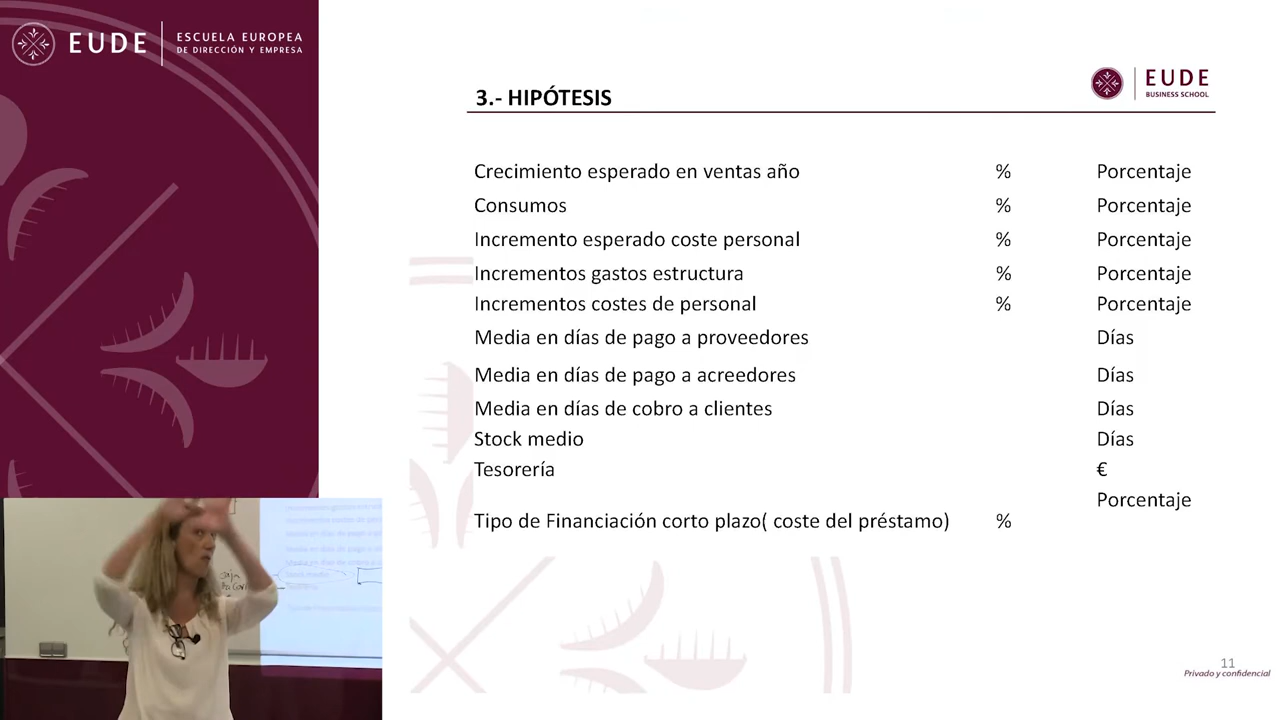 EUDE
ESCUELA EUROPEA
DE DIRECCIÓN Y EMPRESA
3.- HIPÓTESIS
EUDE
BUSINESS SCHOOL
Crecimiento esperado en ventas año % Porcentaje
Consumos % Porcentaje
Incremento esperado coste personal % Porcentaje
Incrementos gastos estructura % Porcentaje
Incrementos costes de personal % Porcentaje
Media en días de pago a proveedores Días
Media en días de pago a acreedores Días
Media en días de cobro a clientes Días
Stock medio Días
Tesorería €
Porcentaje
Tipo de Financiación corto plazo( coste del préstamo) %
11
Privado y confidencial